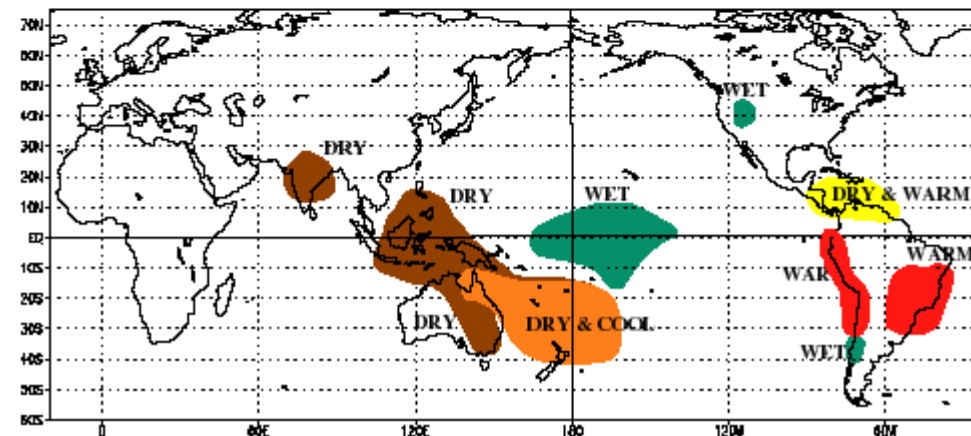 70N
60N
50N
WET
40N
30N
DRY
20N
DRY
WET
DRY & WARM
10N
EQ
WARM
10S
WAR
20S
30S
DRY
DRY & COOL
WET
40S
50S
60S
0
60E
120E
180
120W
60W